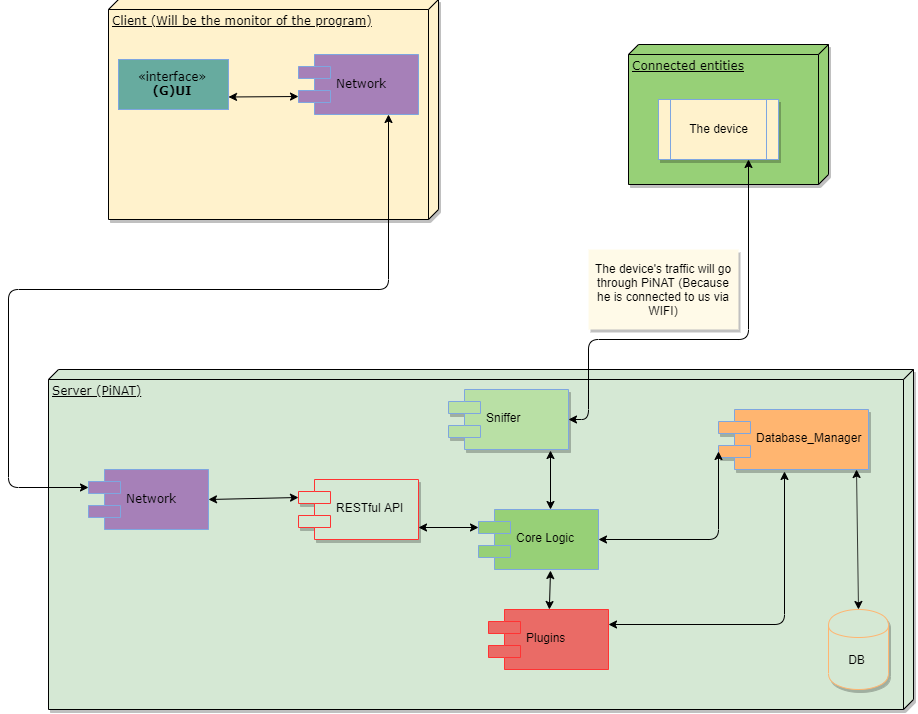 Client (Will be the monitor of the program)
«interface»
(G)UI
Network
Connected entities
The device
The device's traffic will go
through PiNAT (Because
he is connected to us via
WIFI)
Server (PiNAT)
Sniffer
Database_Manager
Network
RESTful API
Core Logic
Plugins
DB